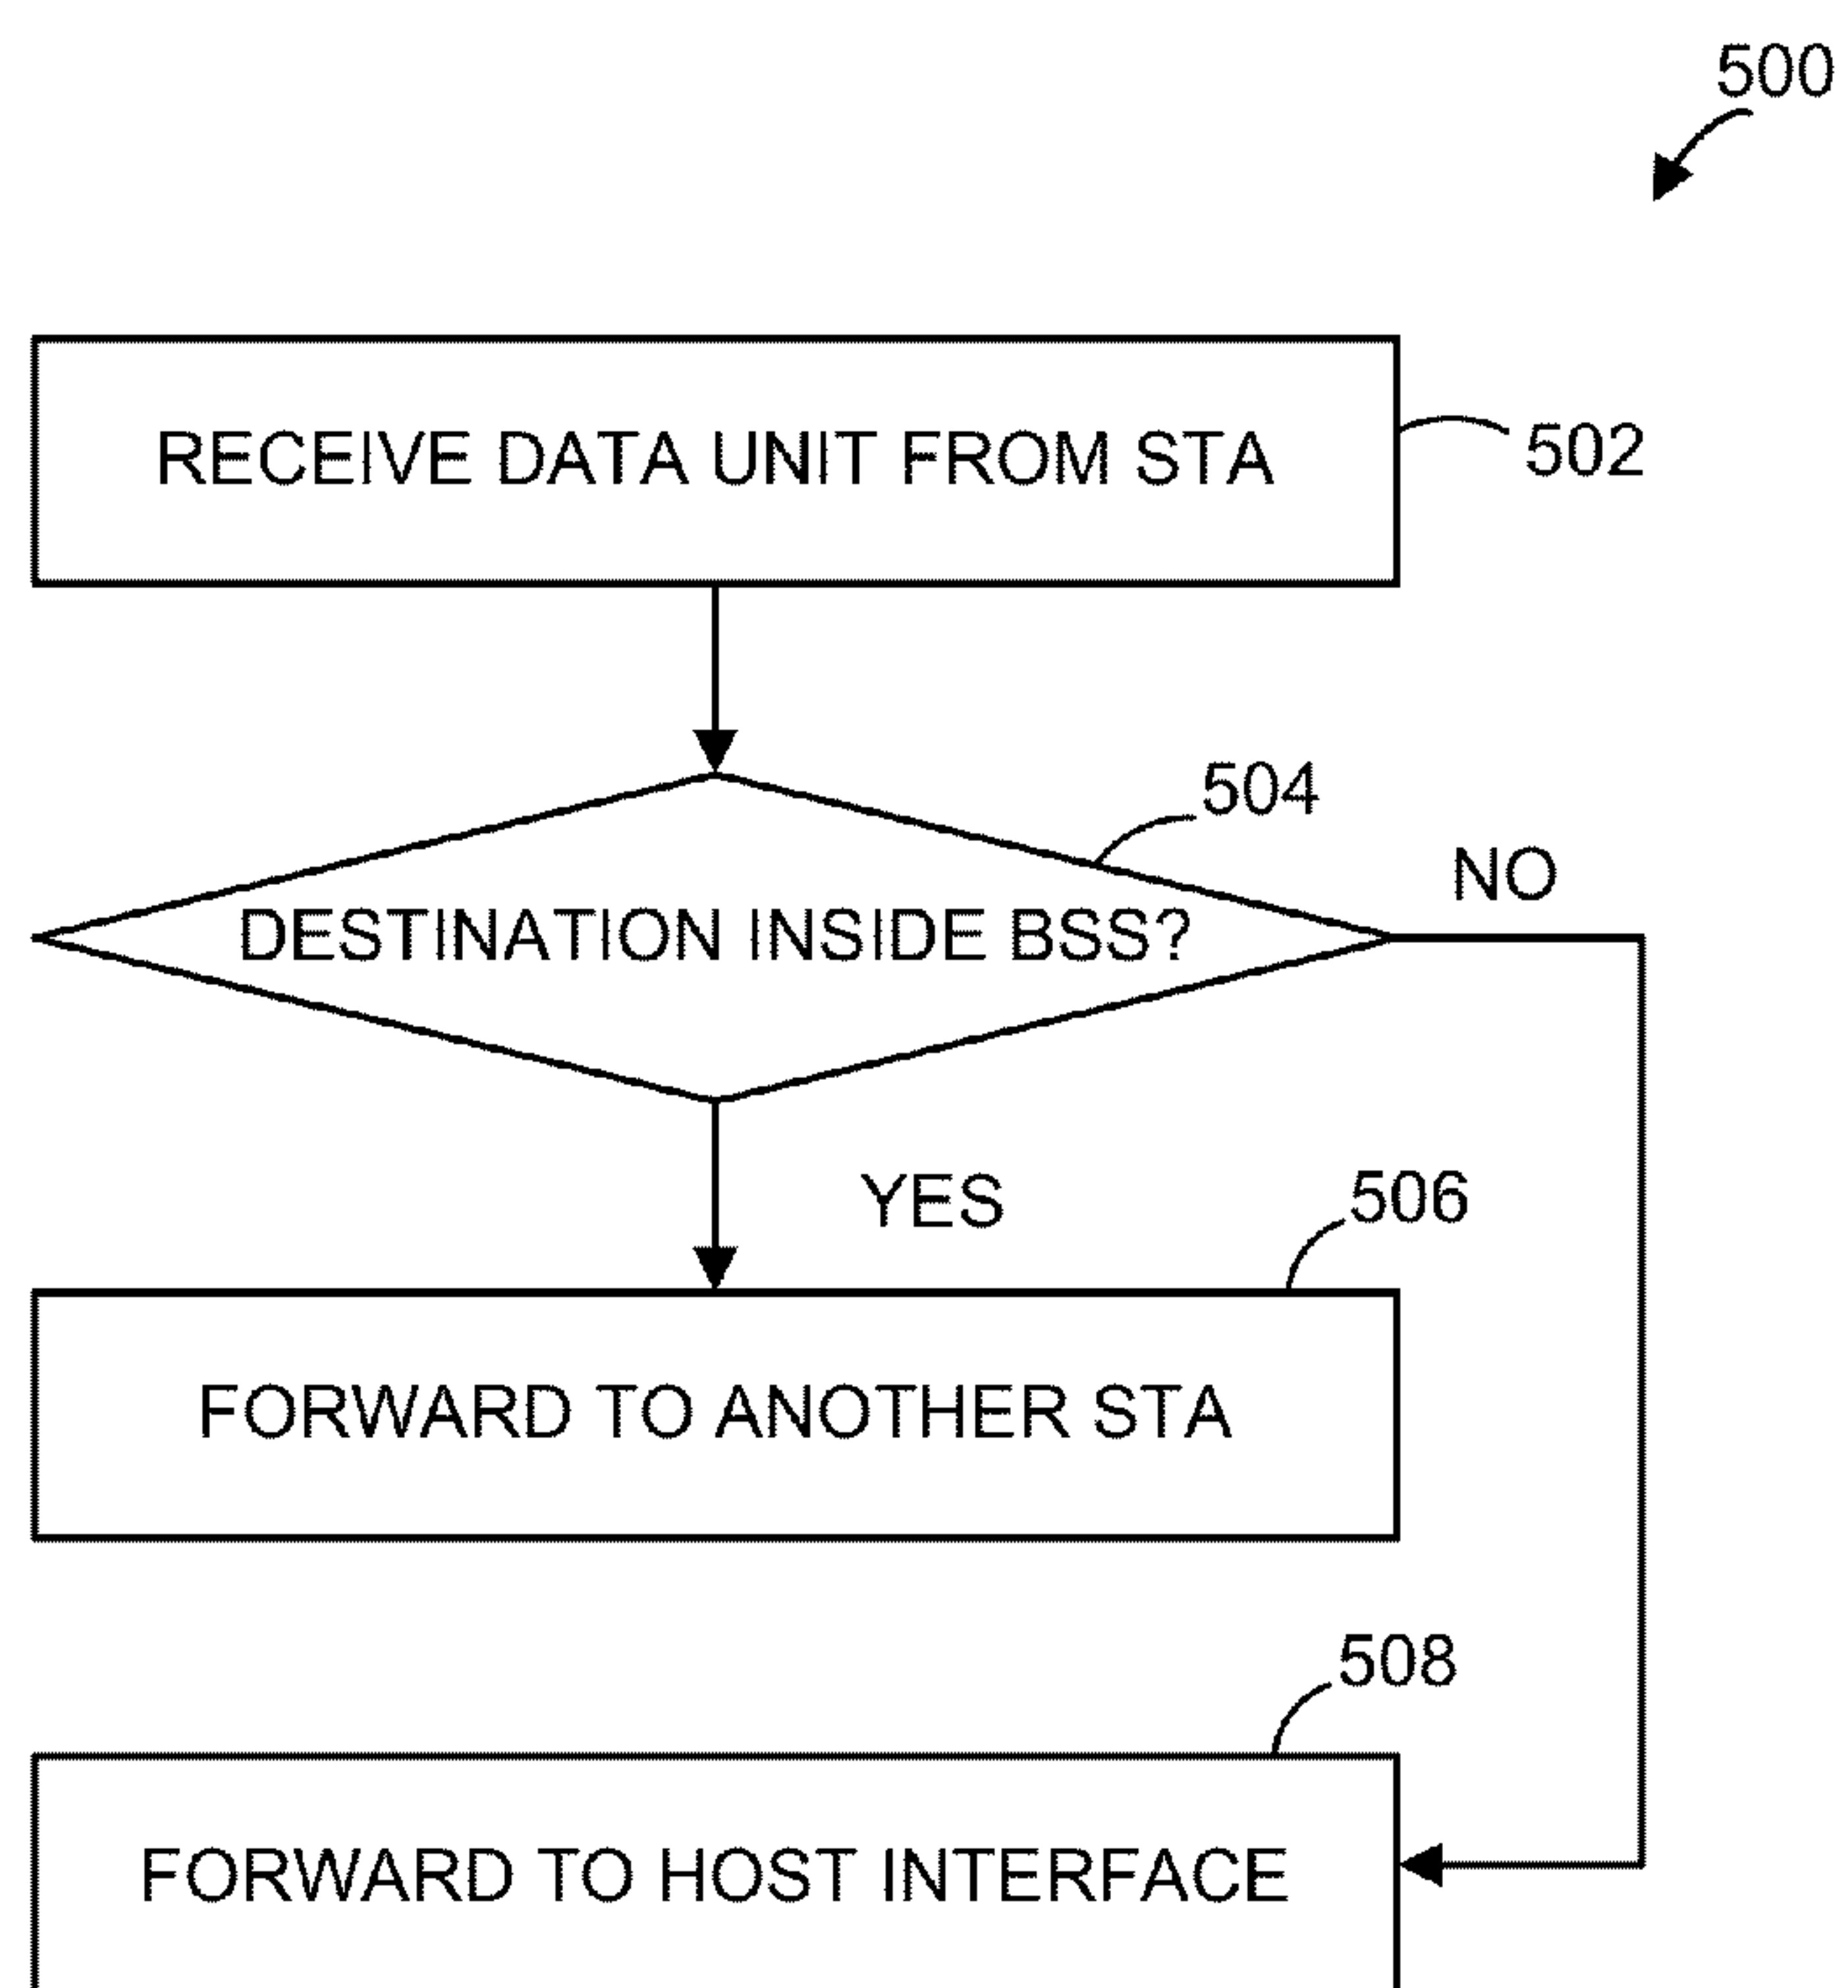 500
RECEIVE DATA UNIT FROM STA
502
504
NO
DESTINATION INSIDE BSS?
YES
506
FORWARD TO ANOTHER STA
508
FORWARD TO HOST INTERFACE